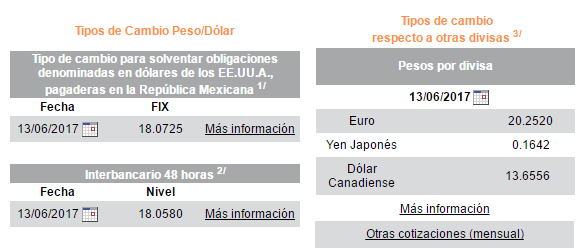 Tipos de Cambio Peso/Dólar
Tipo de cambio para solventar obligaciones
denominadas en dólares de los EE.UU.A.,
pagaderas en la República Mexicana 1/
Fecha FIX
13/06/2017 18.0725 Más información
Interbancario 48 horas 2/
Fecha Nivel
13/06/2017 18.0580 Más información
Tipos de cambio
respecto a otras divisas 3/
Pesos por divisa
13/06/2017
Euro 20.2520
Yen Japonés 0.1642
Dólar
Canadiense 13.6556
Más información
Otras cotizaciones (mensual)